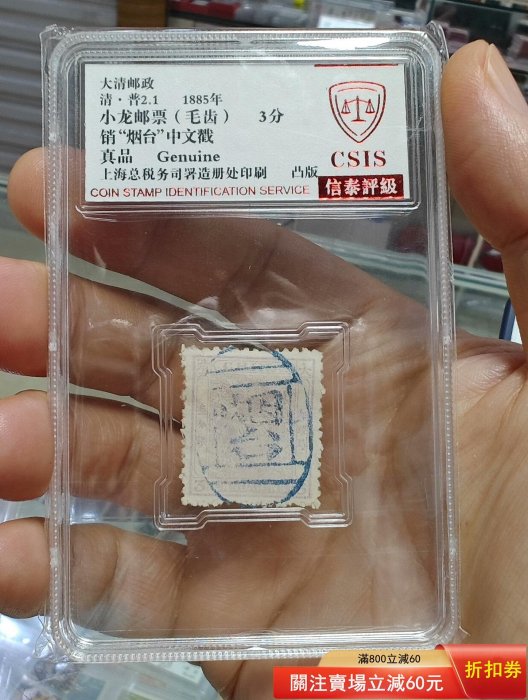 大清邮政
清·普2.1 1885年
小龙邮票（毛齿） 3分
销“烟台”中文戳
真品 Genuine
上海总税务司署造册处印刷 凸版
COIN STAMP IDENTIFICATION SERVICE
CSIS
信泰評級
滿800立減60
關注賣場立減60元
折扣券